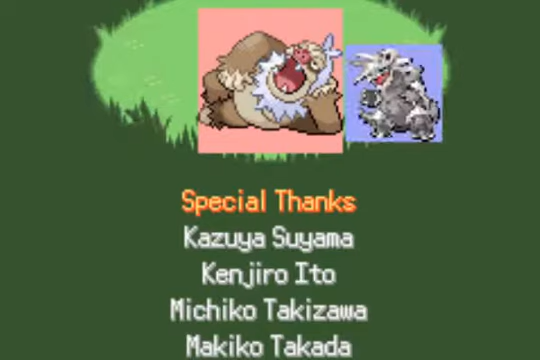 Special Thanks
Kazuya Suyama
Kenjiro Ito
Michiko Takizawa
Makiko Takada